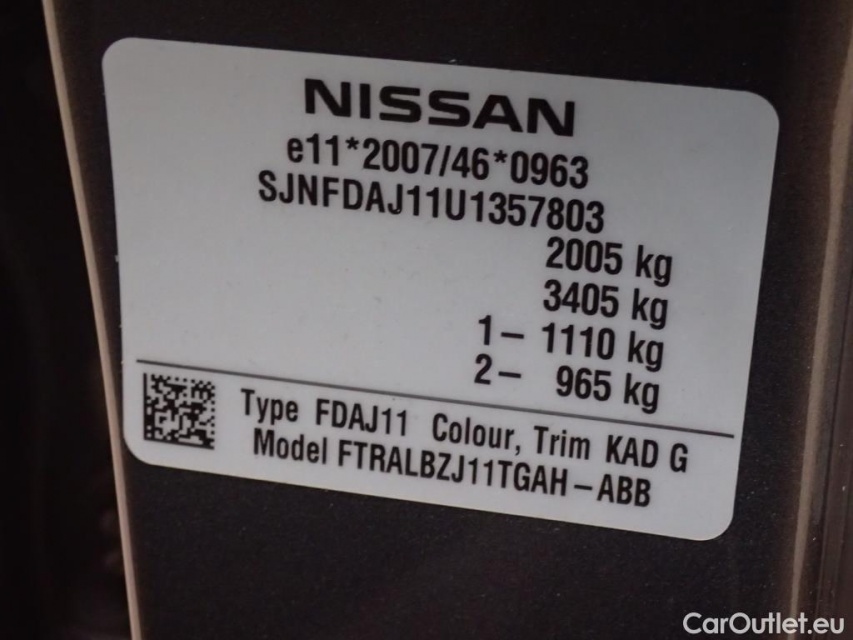 NISSAN
e11*2007/46*0963
SJNFDAJ11U1357803
2005 kg
3405 kg
1– 1110 kg
2– 965 kg
Type FDAJ11 Colour, Trim KAD G
Model FTRALBZJ11TGAH–ABB
CarOutlet.eu